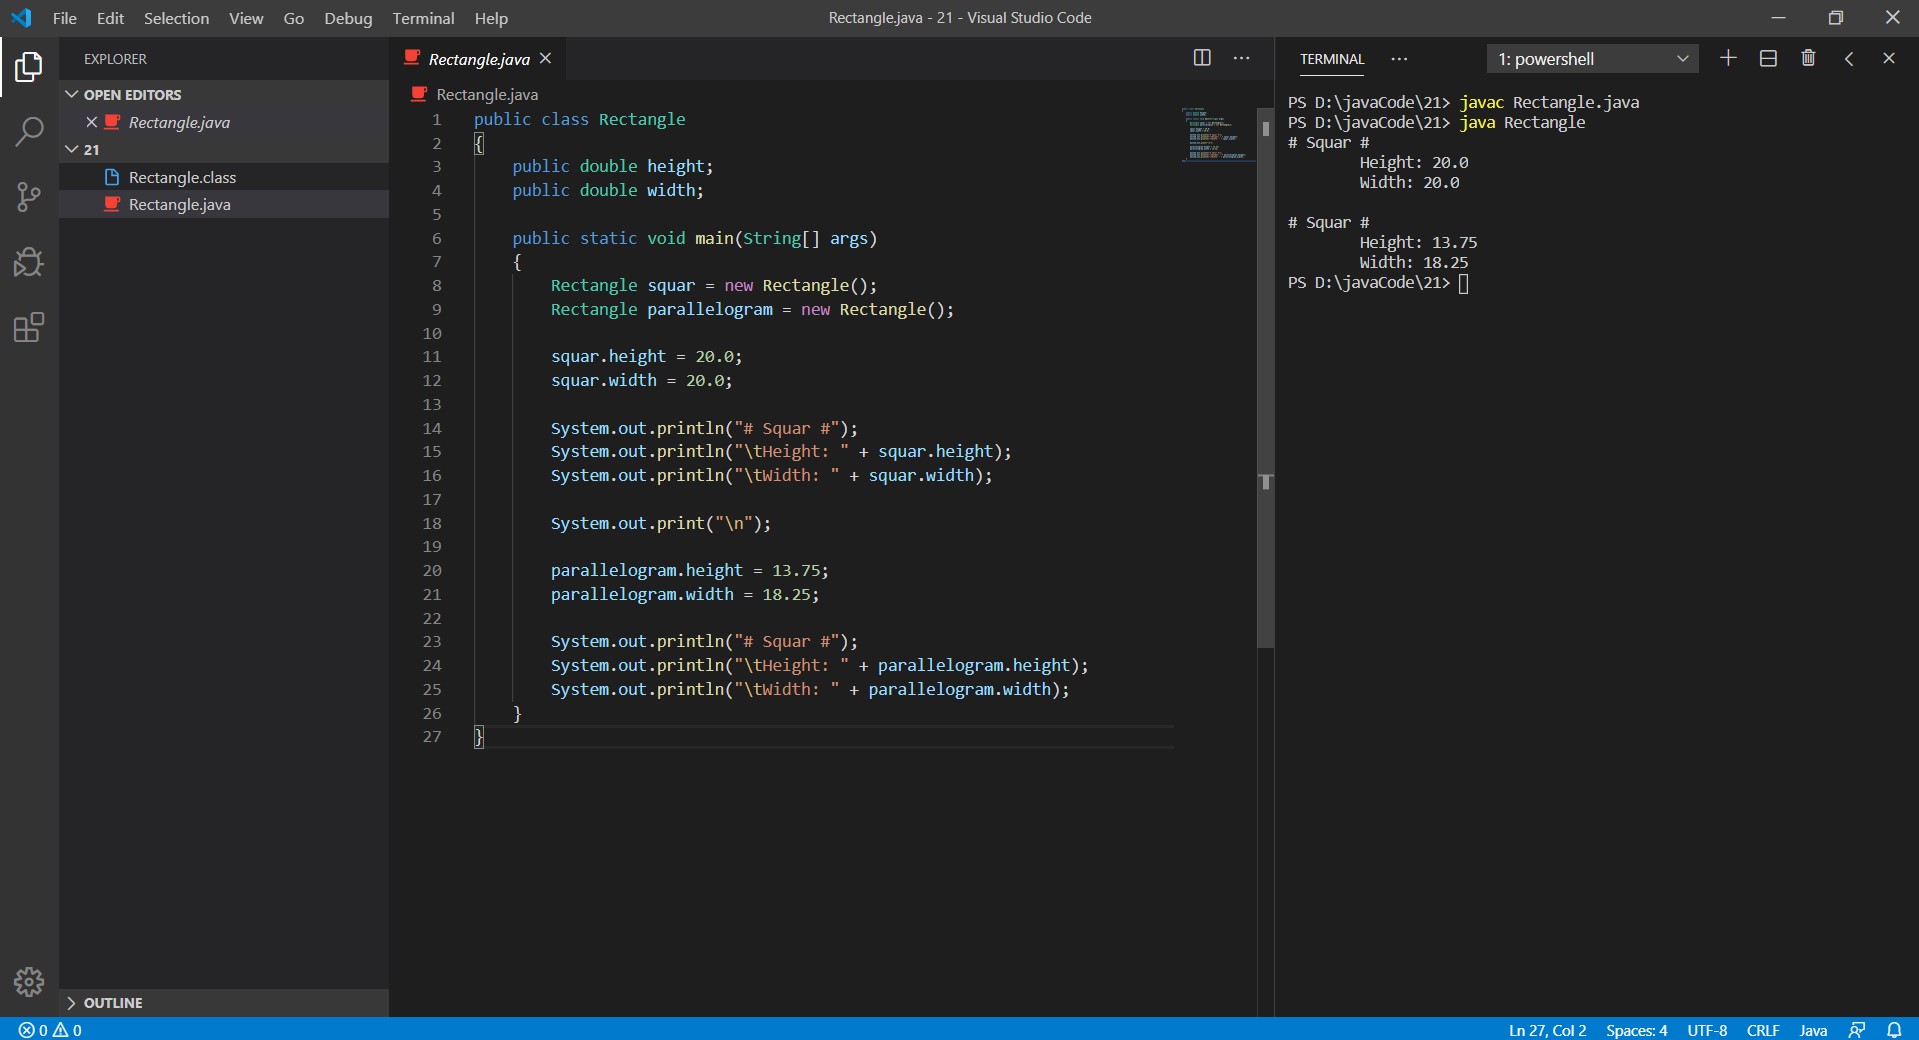 File Edit Selection View Go Debug Terminal Help
Rectangle.java - 21 - Visual Studio Code
EXPLORER
OPEN EDITORS
Rectangle.java
21
Rectangle.class
Rectangle.java
OUTLINE
Rectangle.java
Rectangle.java
1 public class Rectangle
2 {
3     public double height;
4     public double width;
5
6     public static void main(String[] args)
7     {
8         Rectangle squar = new Rectangle();
9         Rectangle parallelogram = new Rectangle();
10
11         squar.height = 20.0;
12         squar.width = 20.0;
13
14         System.out.println("# Squar #");
15         System.out.println("\tHeight: " + squar.height);
16         System.out.println("\tWidth: " + squar.width);
17
18         System.out.print("\n");
19
20         parallelogram.height = 13.75;
21         parallelogram.width = 18.25;
22
23         System.out.println("# Squar #");
24         System.out.println("\tHeight: " + parallelogram.height);
25         System.out.println("\tWidth: " + parallelogram.width);
26     }
27 }
TERMINAL ··· 1: powershell
PS D:\javaCode\21> javac Rectangle.java
PS D:\javaCode\21> java Rectangle
# Squar #
        Height: 20.0
        Width: 20.0

# Squar #
        Height: 13.75
        Width: 18.25
PS D:\javaCode\21>
0 0
Ln 27, Col 2 Spaces: 4 UTF-8 CRLF Java